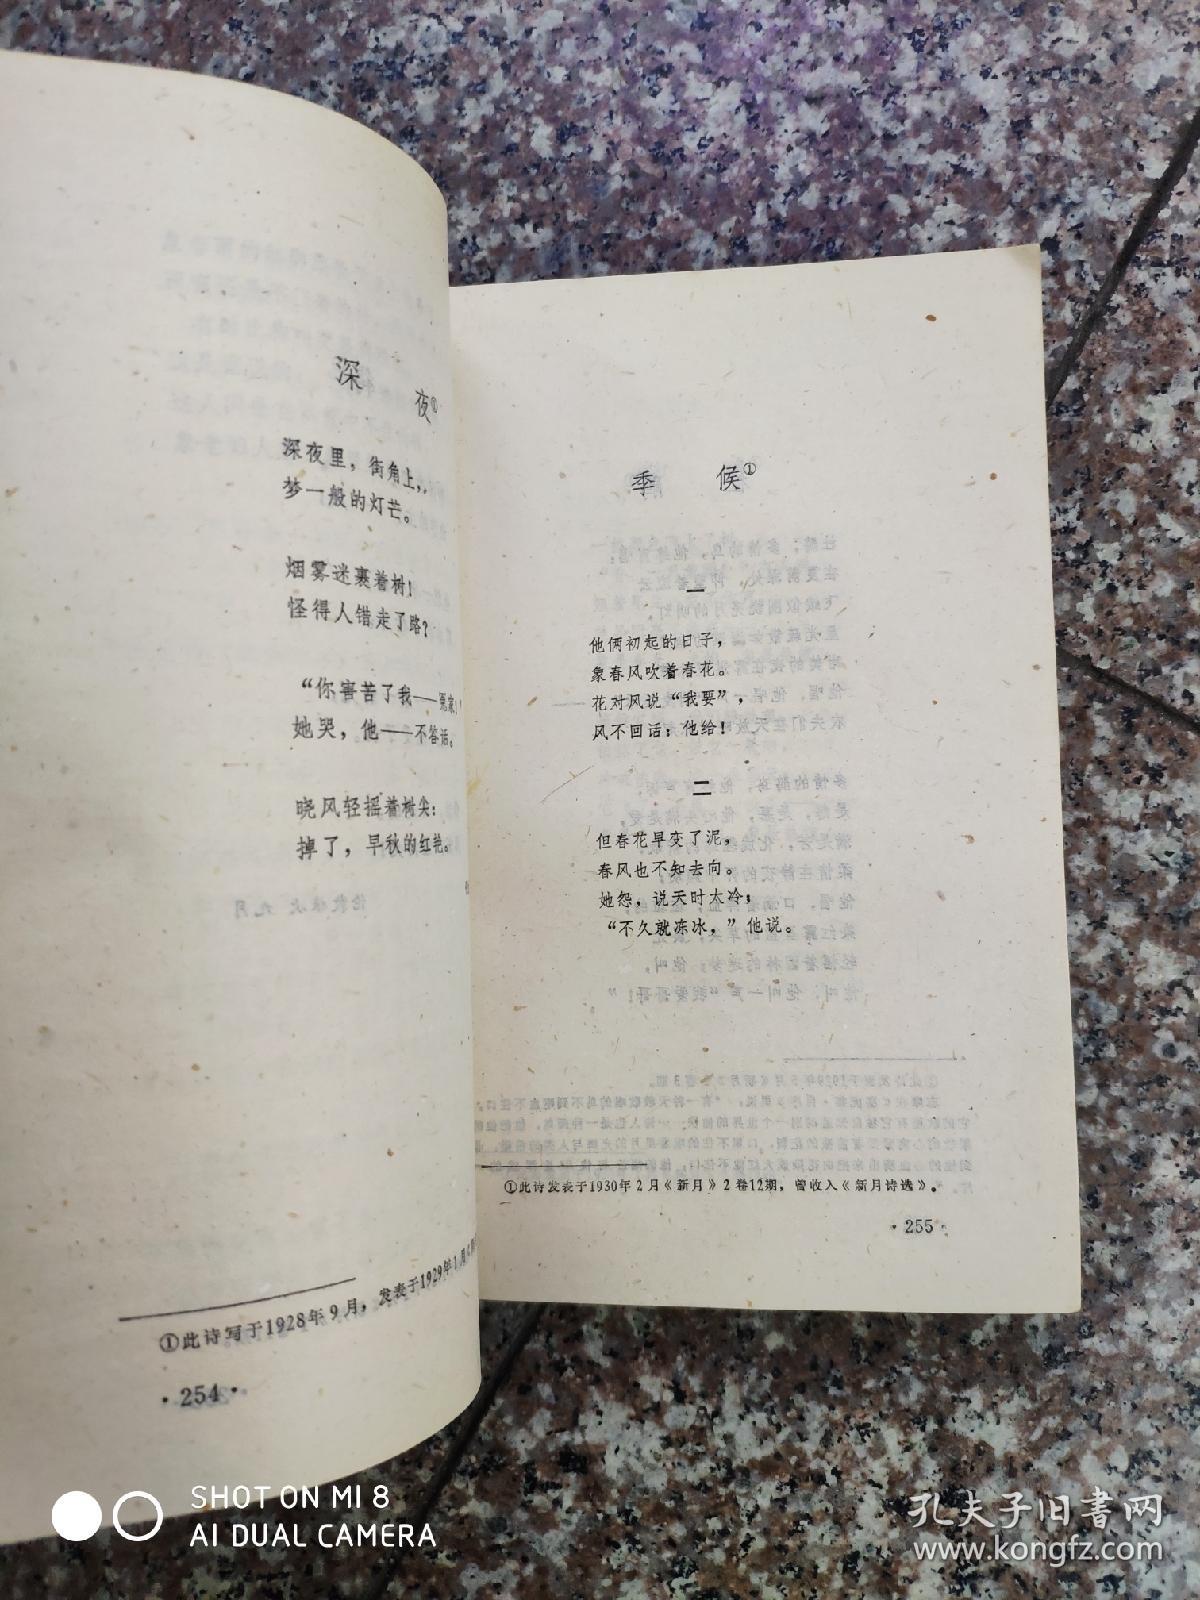 深 夜①
深夜里，街角上，
梦一般的灯芒。
烟雾迷裹着树！
怪得人错走了路？
“你害苦了我——冤家！”
她哭，他——不答话。
晓风轻摇着树尖：
掉了，早秋的红艳。
①此诗写于1928年9月，发表于1929年1月
·254·
季 候①
一
他俩初起的日子，
象春风吹着春花。
花对风说“我要”，
风不回话：他给！
二
但春花早变了泥，
春风也不知去向。
她怨，说天时太冷；
“不久就冻冰，”他说。
①此诗发表于1930年2月《新月》2卷12期，曾收入《新月诗选》。
·255·
SHOT ON MI 8
AI DUAL CAMERA
孔夫子旧书网
www.kongfz.com